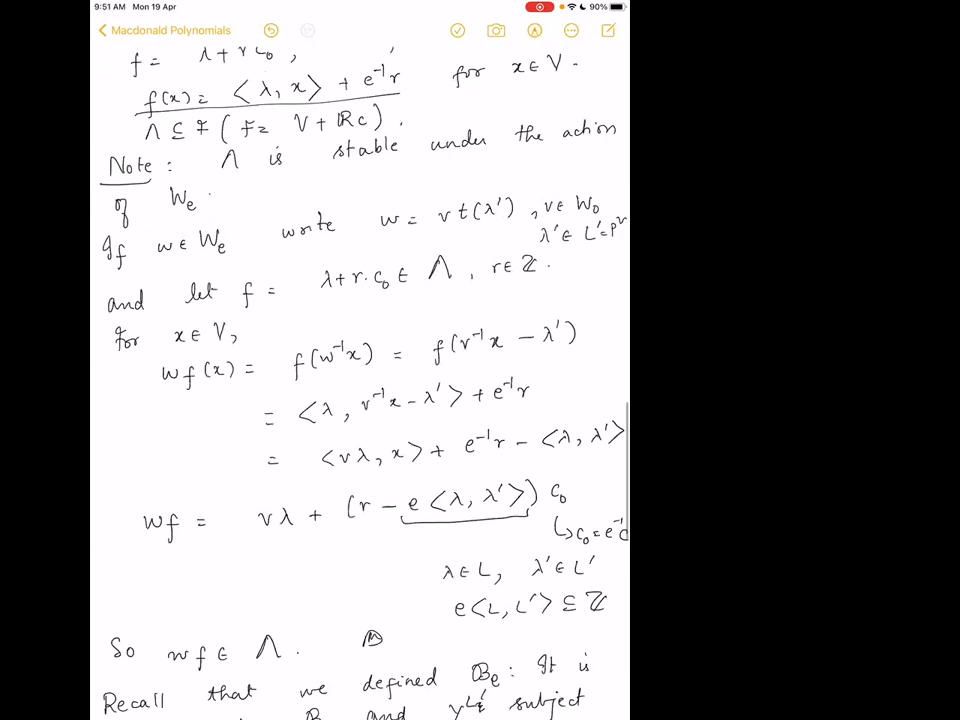 9:51 AM Mon 19 Apr
90%
Macdonald Polynomials
f = λ + r c₀ ,
f(x) = ⟨λ, x⟩ + e⁻¹r for x ∈ V.
Λ ⊆ F (F = V + ℝc).
Note : Λ is stable under the action
of Wₑ.
If w ∈ Wₑ write w = v t(λ') , v ∈ W₀
λ' ∈ L' = P^v
and let f = λ + r·c₀ ∈ Λ , r ∈ ℤ.
for x ∈ V,
wf(x) = f(w⁻¹x) = f(v⁻¹x − λ')
= ⟨λ, v⁻¹x − λ'⟩ + e⁻¹r
= ⟨vλ, x⟩ + e⁻¹r − ⟨λ, λ'⟩
wf = vλ + (r − e⟨λ, λ'⟩) c₀
↳ c₀ = e⁻¹c
λ ∈ L, λ' ∈ L'
e⟨L, L'⟩ ⊆ ℤ
So wf ∈ Λ.
Recall that we defined 𝔅ₑ : It is
and subject